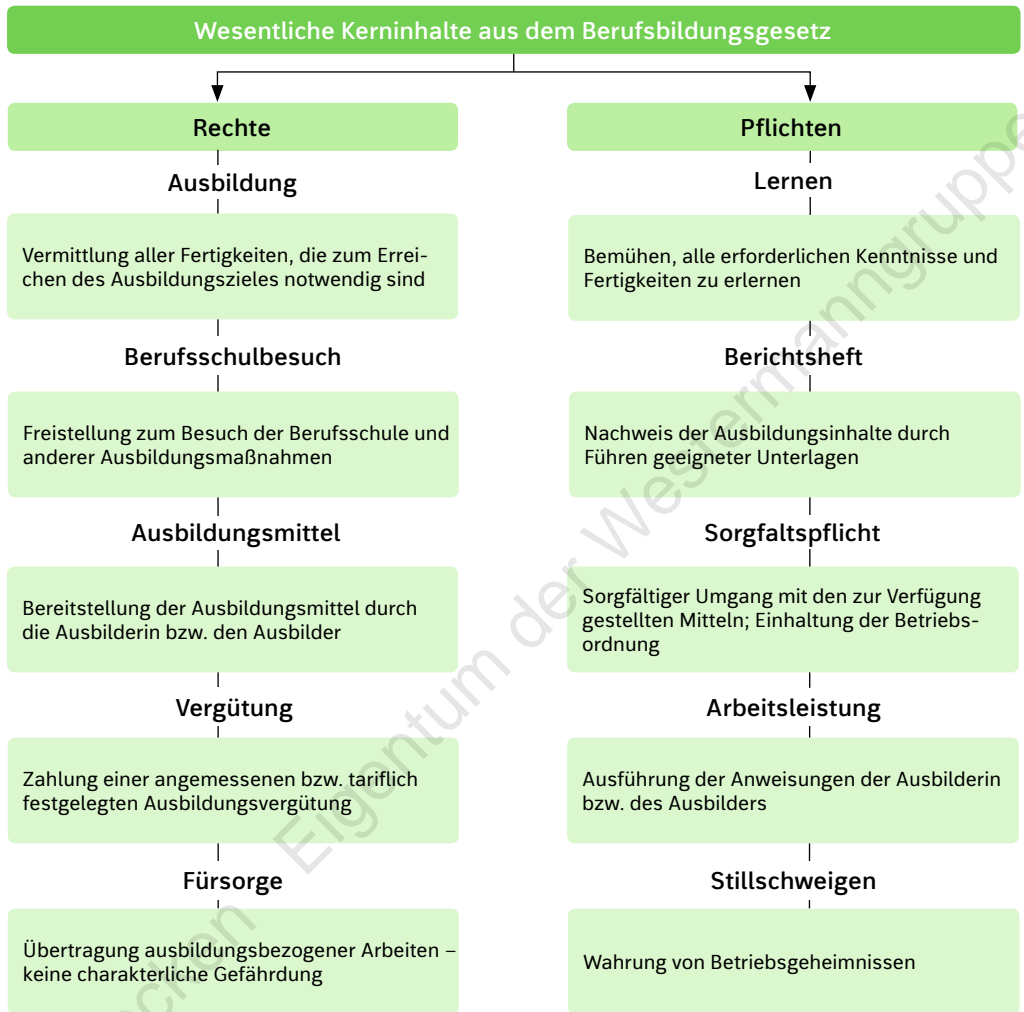 Wesentliche Kerninhalte aus dem Berufsbildungsgesetz
Rechte
Ausbildung
Vermittlung aller Fertigkeiten, die zum Errei-
chen des Ausbildungszieles notwendig sind
Berufsschulbesuch
Freistellung zum Besuch der Berufsschule und
anderer Ausbildungsmaßnahmen
Ausbildungsmittel
Bereitstellung der Ausbildungsmittel durch
die Ausbilderin bzw. den Ausbilder
Vergütung
Zahlung einer angemessenen bzw. tariflich
festgelegten Ausbildungsvergütung
Fürsorge
Übertragung ausbildungsbezogener Arbeiten –
keine charakterliche Gefährdung
Pflichten
Lernen
Bemühen, alle erforderlichen Kenntnisse und
Fertigkeiten zu erlernen
Berichtsheft
Nachweis der Ausbildungsinhalte durch
Führen geeigneter Unterlagen
Sorgfaltspflicht
Sorgfältiger Umgang mit den zur Verfügung
gestellten Mitteln; Einhaltung der Betriebs-
ordnung
Arbeitsleistung
Ausführung der Anweisungen der Ausbilderin
bzw. des Ausbilders
Stillschweigen
Wahrung von Betriebsgeheimnissen
Eigentum der Westermanngruppe